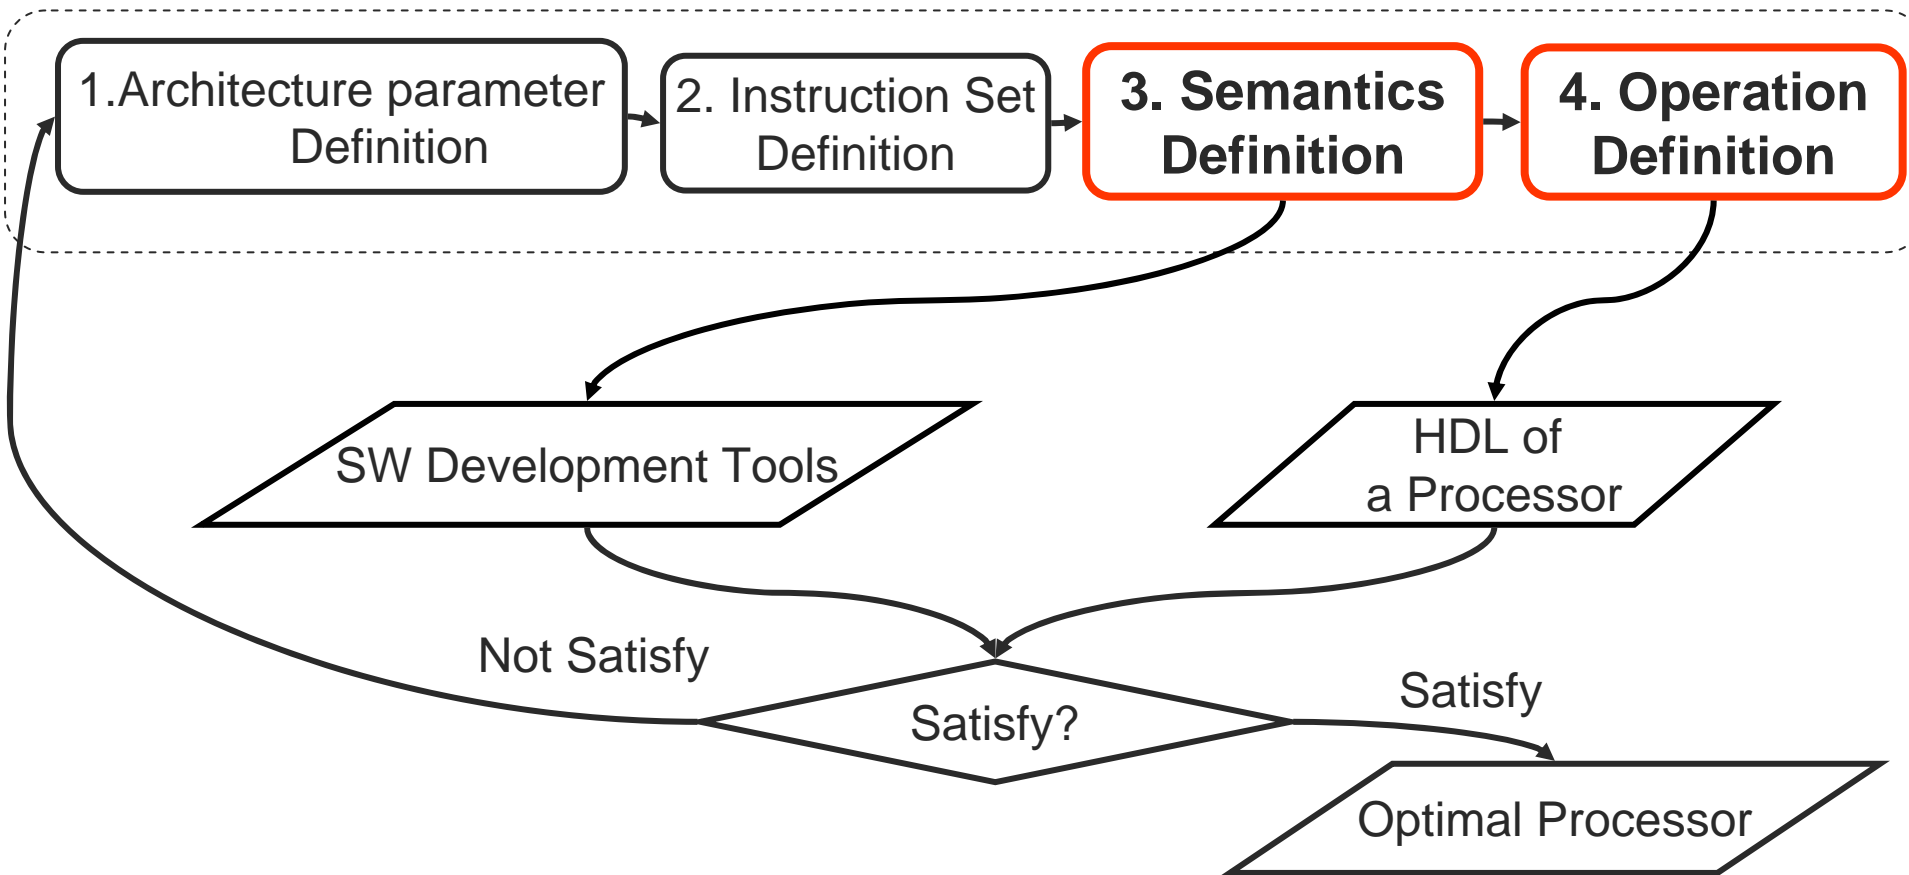 1.Architecture parameter
Definition
2. Instruction Set
Definition
3. Semantics
Definition
4. Operation
Definition
SW Development Tools
HDL of
a Processor
Not Satisfy
Satisfy?
Satisfy
Optimal Processor